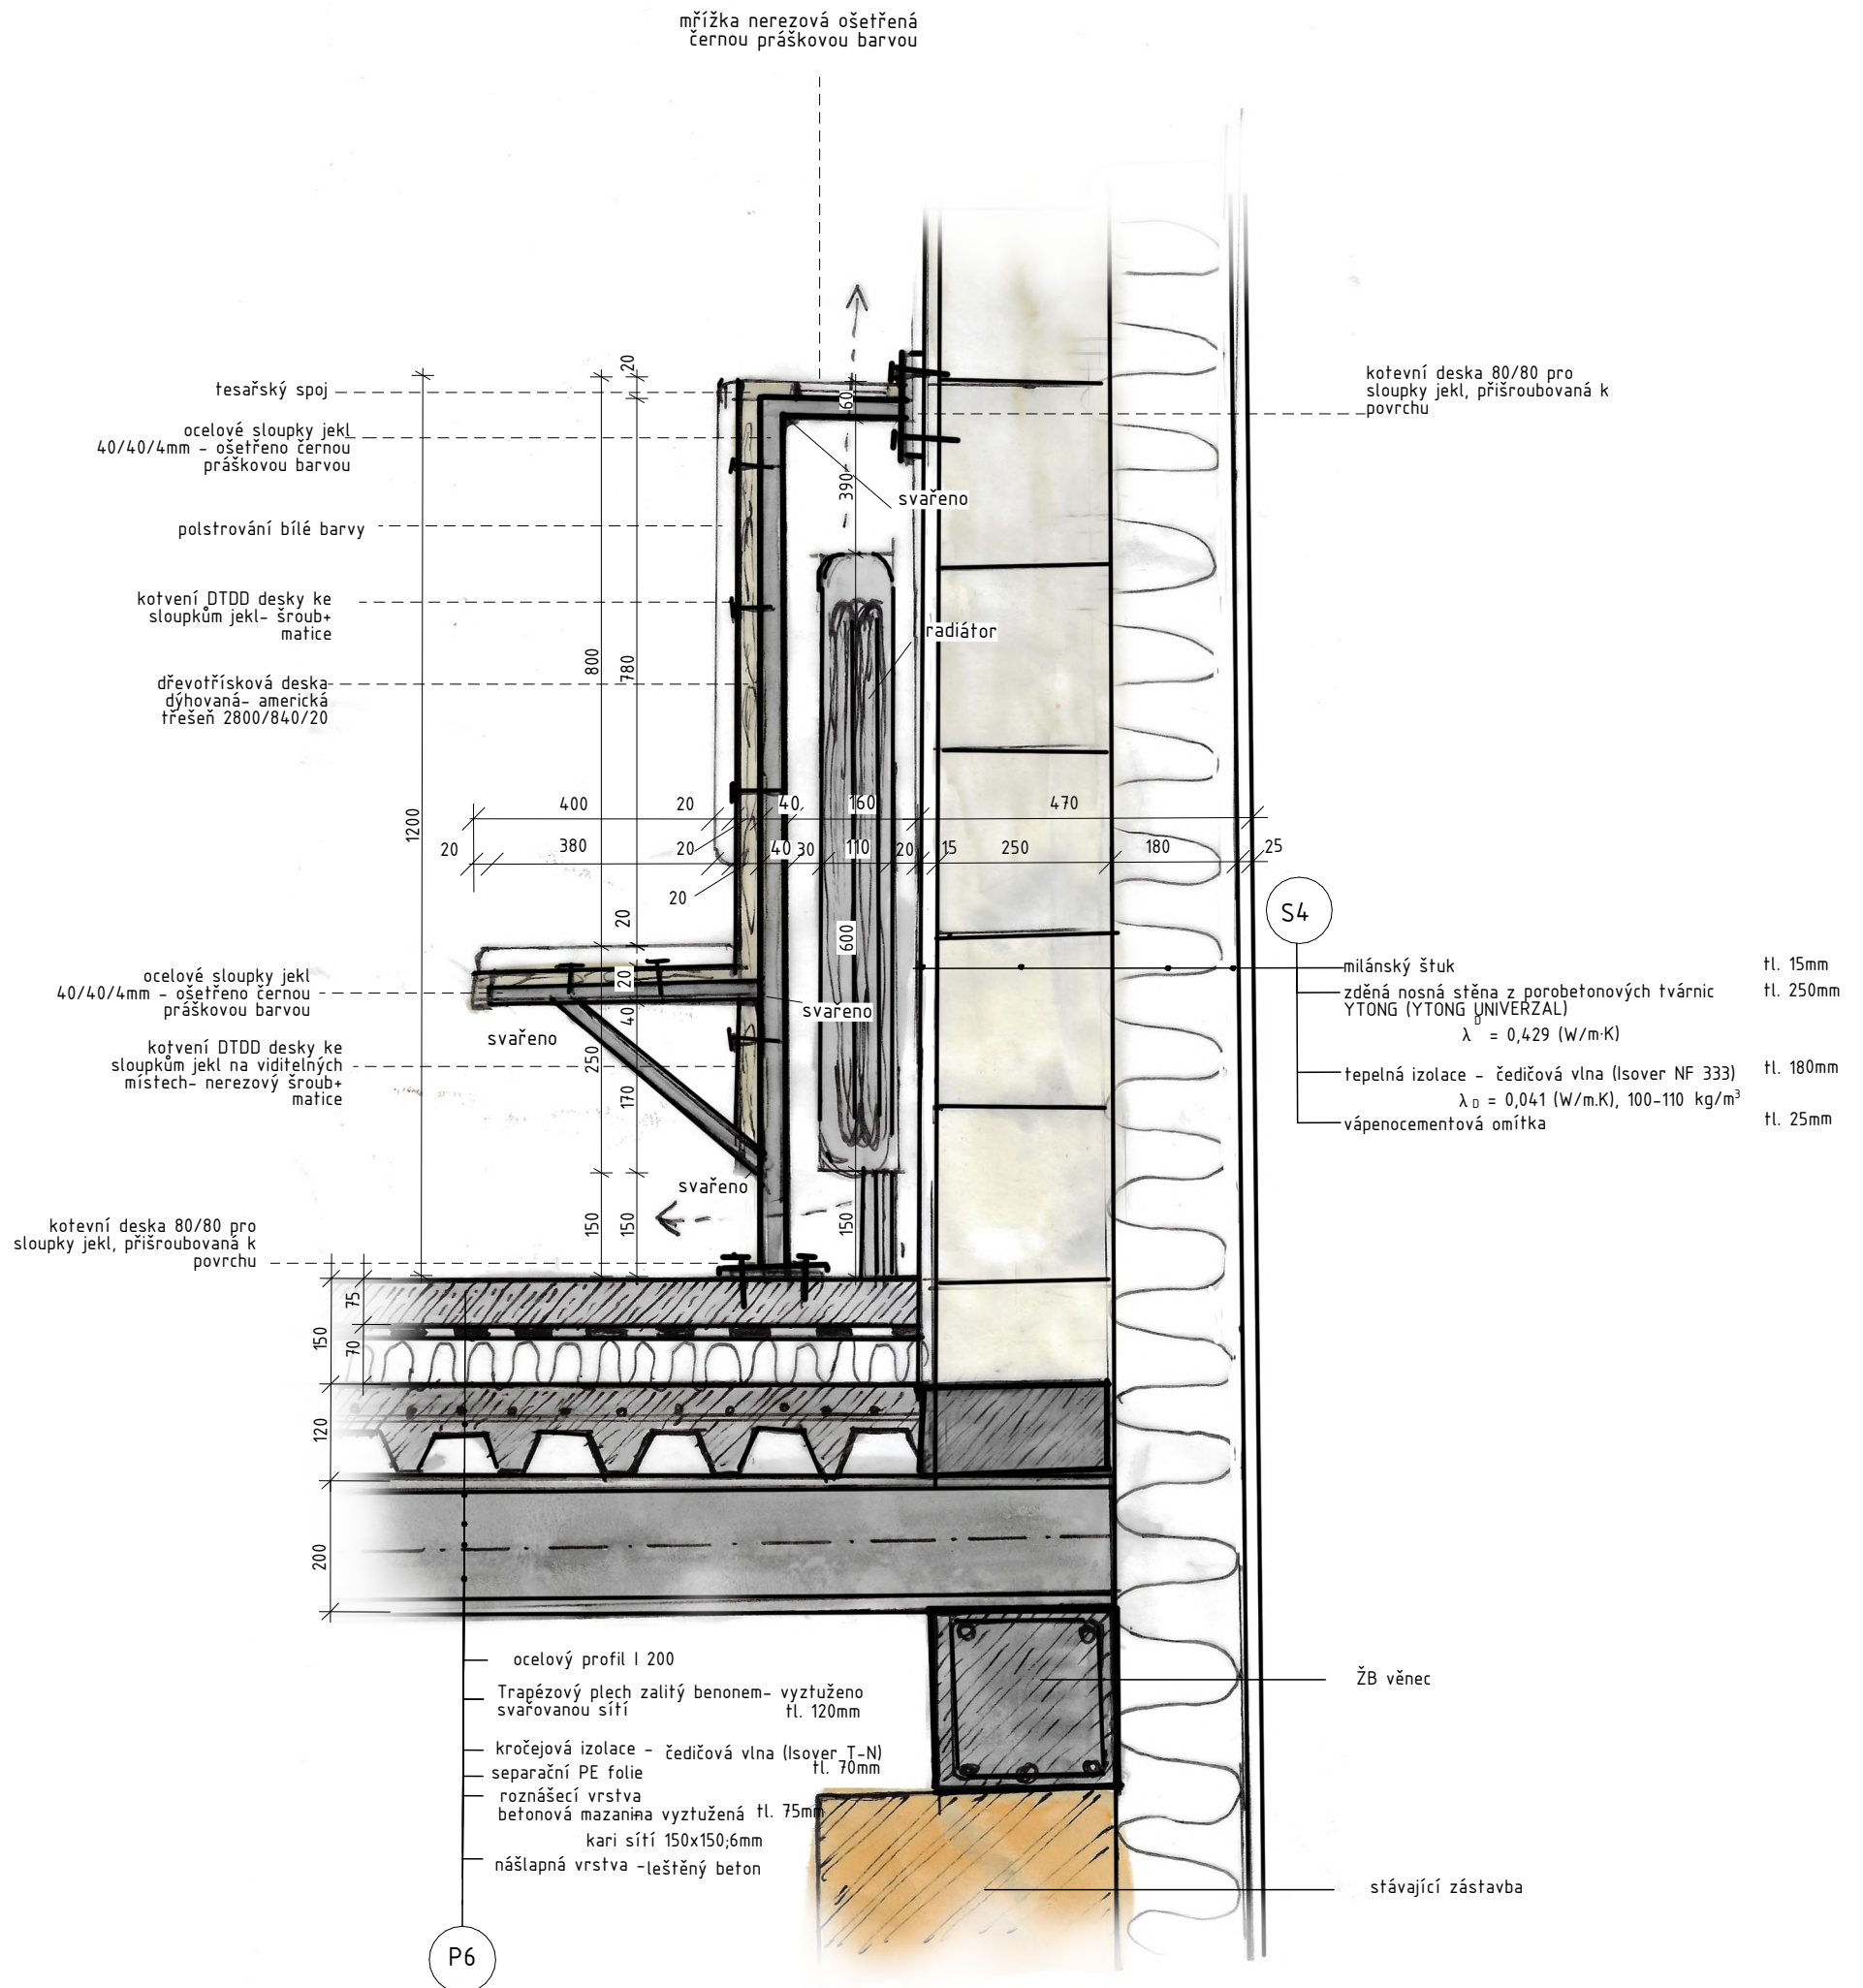 mřížka nerezová ošetřená
černou práškovou barvou
tesařský spoj
ocelové sloupky jekl
40/40/4mm - ošetřeno černou
práškovou barvou
polstrování bílé barvy
kotvení DTDD desky ke
sloupkům jekl- šroub+
matice
dřevotřísková deska
dýhovaná- americká
třešeň 2800/840/20
ocelové sloupky jekl
40/40/4mm - ošetřeno černou
práškovou barvou
kotvení DTDD desky ke
sloupkům jekl na viditelných
místech- nerezový šroub+
matice
kotevní deska 80/80 pro
sloupky jekl, přišroubovaná k
povrchu
kotevní deska 80/80 pro
sloupky jekl, přišroubovaná k
povrchu
svařeno
radiátor
svařeno
svařeno
svařeno
20
60
390
800
780
1200
400
20
40
160
470
20
380
20
40
30
110
20
15
250
180
25
20
20
600
20
40
250
170
150
150
150
75
150
70
120
200
S4
milánský štuk
tl. 15mm
zděná nosná stěna z porobetonových tvárnic
tl. 250mm
YTONG (YTONG UNIVERZAL)
λD = 0,429 (W/m·K)
tepelná izolace - čedičová vlna (Isover NF 333)
tl. 180mm
λD = 0,041 (W/m.K), 100-110 kg/m³
vápenocementová omítka
tl. 25mm
ocelový profil I 200
Trapézový plech zalitý benonem- vyztuženo
svařovanou sítí
tl. 120mm
kročejová izolace - čedičová vlna (Isover T-N)
tl. 70mm
separační PE folie
roznášecí vrstva
betonová mazanina vyztužená tl. 75mm
kari sítí 150x150;6mm
nášlapná vrstva -leštěný beton
P6
ŽB věnec
stávající zástavba